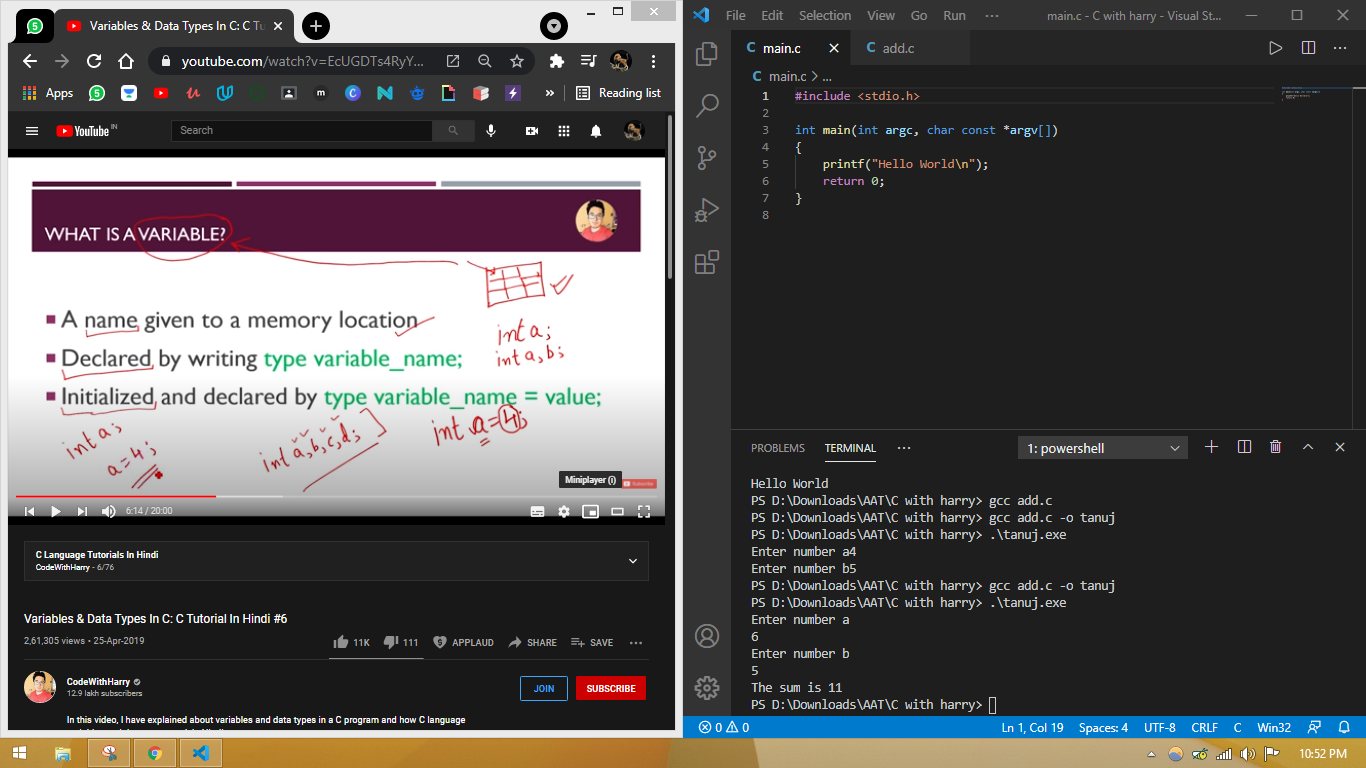 5
Variables & Data Types In C: C Tu
youtube.com/watch?v=EcUGDTs4RyY...
Apps
5
Reading list
YouTube IN
Search
WHAT IS A VARIABLE?
A name given to a memory location
int a;
int a, b;
Declared by writing type variable_name;
Initialized and declared by type variable_name = value;
int a;
a=4;
int a,b,c,d;
int a=4;
Miniplayer (i)
Subscribe
6:14 / 20:00
C Language Tutorials In Hindi
CodeWithHarry - 6/76
Variables & Data Types In C: C Tutorial In Hindi #6
2,61,305 views • 25-Apr-2019
11K
111
APPLAUD
SHARE
SAVE
CodeWithHarry
12.9 lakh subscribers
JOIN
SUBSCRIBE
In this video, I have explained about variables and data types in a C program and how C language
File Edit Selection View Go Run ···
main.c - C with harry - Visual St...
C main.c
C add.c
C main.c > ...
1 #include <stdio.h>
2
3 int main(int argc, char const *argv[])
4 {
5 printf("Hello World\n");
6 return 0;
7 }
8
PROBLEMS
TERMINAL
···
1: powershell
Hello World
PS D:\Downloads\AAT\C with harry> gcc add.c
PS D:\Downloads\AAT\C with harry> gcc add.c -o tanuj
PS D:\Downloads\AAT\C with harry> .\tanuj.exe
Enter number a4
Enter number b5
PS D:\Downloads\AAT\C with harry> gcc add.c -o tanuj
PS D:\Downloads\AAT\C with harry> .\tanuj.exe
Enter number a
6
Enter number b
5
The sum is 11
PS D:\Downloads\AAT\C with harry>
0 0
Ln 1, Col 19
Spaces: 4
UTF-8
CRLF
C
Win32
10:52 PM